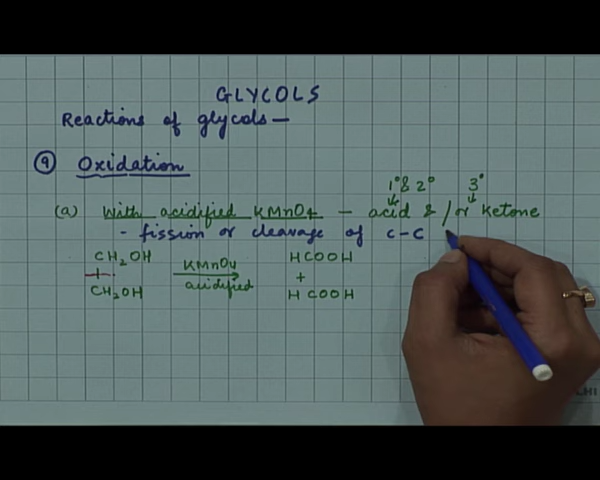 GLYCOLS
Reactions of glycols —
⑨ Oxidation
1° & 2° 3°
(a) With acidified KMnO4 – acid & /or ketone
- fission or cleavage of C-C
CH2OH KMnO4 HCOOH
acidified +
CH2OH HCOOH